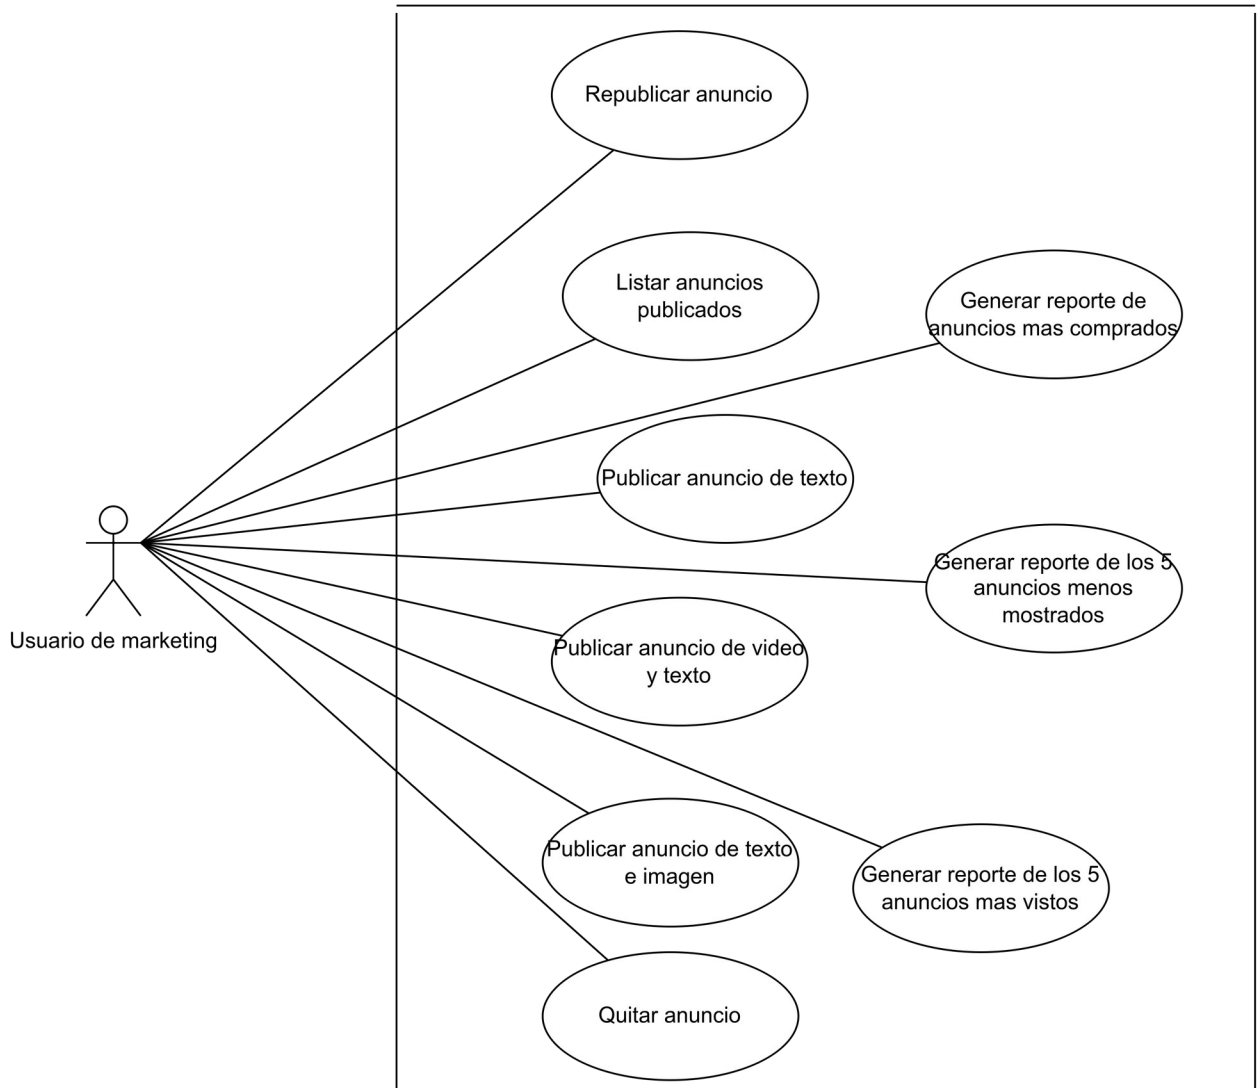 Republicar anuncio
Listar anuncios
publicados
Generar reporte de
anuncios mas comprados
Publicar anuncio de texto
Generar reporte de los 5
anuncios menos
mostrados
Usuario de marketing
Publicar anuncio de video
y texto
Publicar anuncio de texto
e imagen
Generar reporte de los 5
anuncios mas vistos
Quitar anuncio